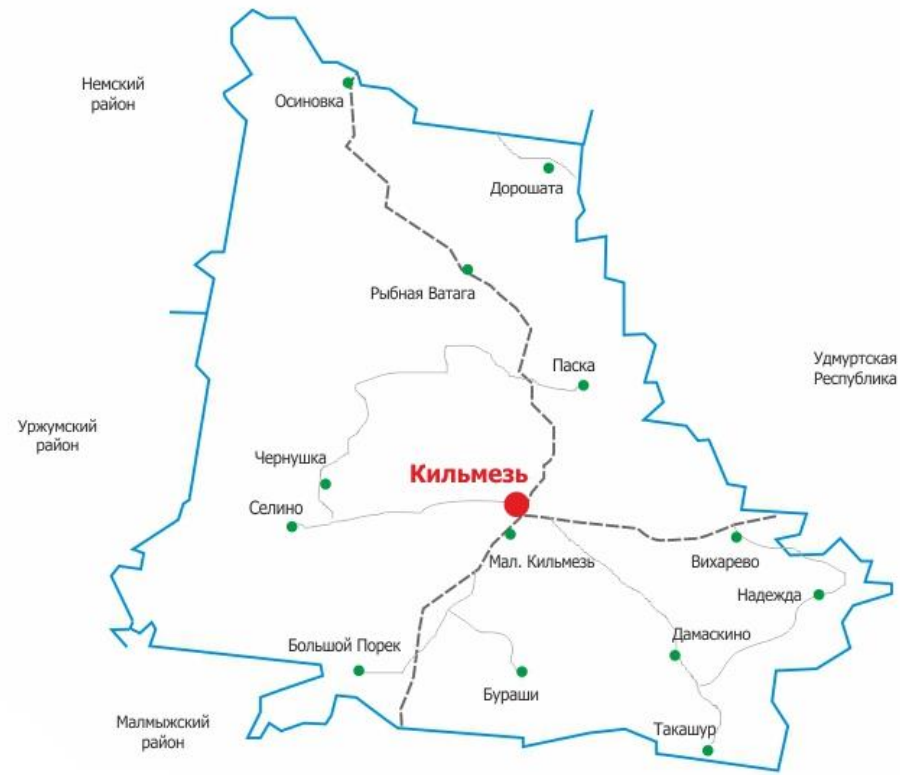 Немский
район
Осиновка
Дорошата
Рыбная Ватага
Паска
Удмуртская
Республика
Уржумский
район
Чернушка
Кильмезь
Селино
Мал. Кильмезь
Вихарево
Надежда
Дамаскино
Большой Порек
Бураши
Малмыжский
район
Такашур